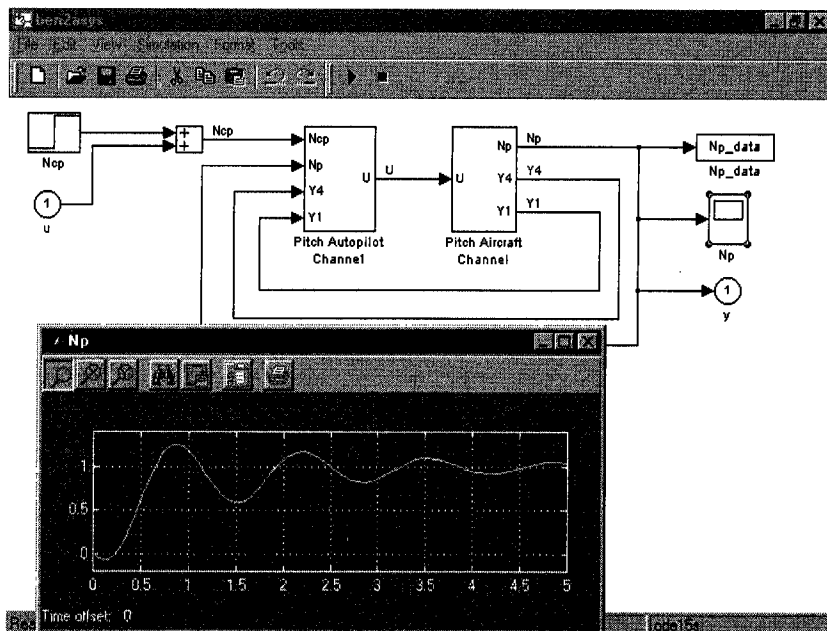 ben2asys
File Edit View Simulation Format Tools
Ncp
1
u
+
+
Ncp
Ncp
Np
Y4
Y1
U
Pitch Autopilot
Channel
U
U
Np
Y4
Y1
Pitch Aircraft
Channel
Np
Y4
Y1
Np_data
Np_data
Np
1
y
Np
1
0.5
0
0 0.5 1 1.5 2 2.5 3 3.5 4 4.5 5
Time offset: 0
ode15s